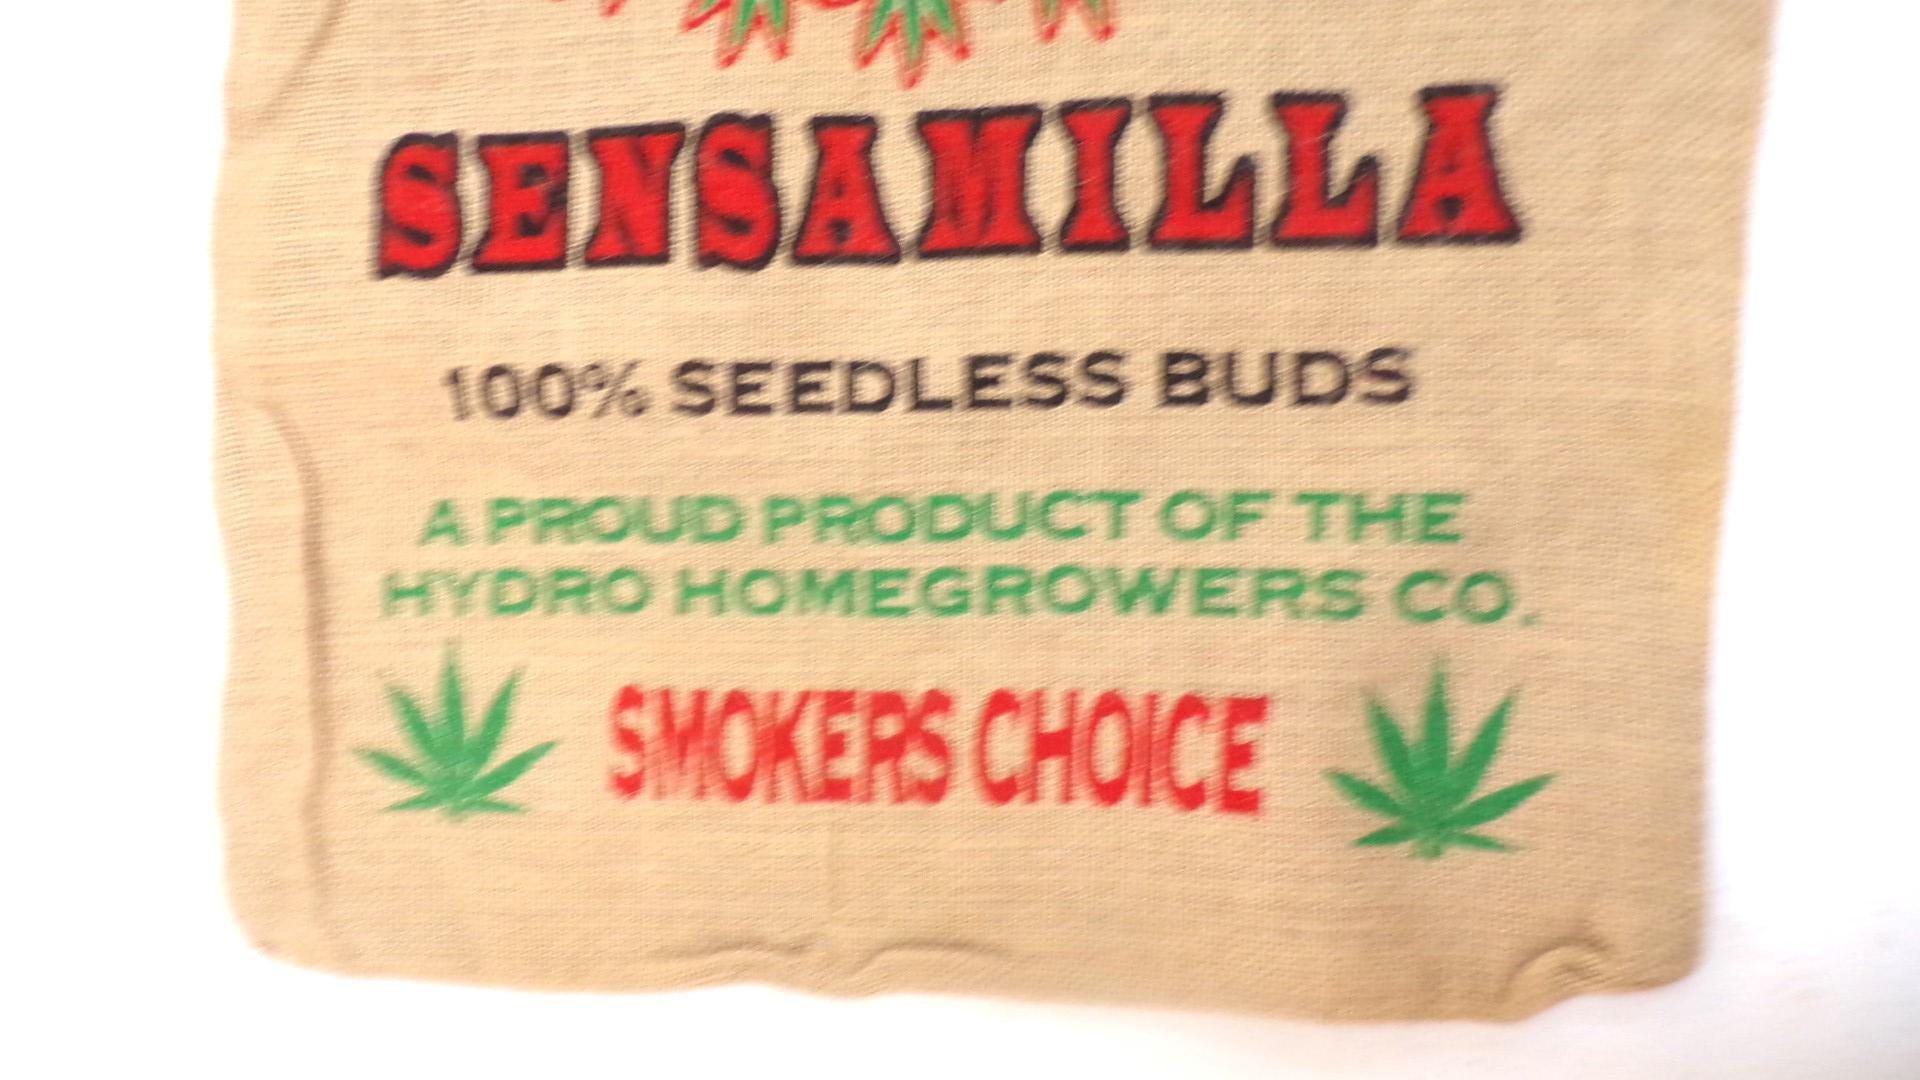 SENSAMILLA
100% SEEDLESS BUDS
A PROUD PRODUCT OF THE
HYDRO HOMEGROWERS CO.
SMOKERS CHOICE